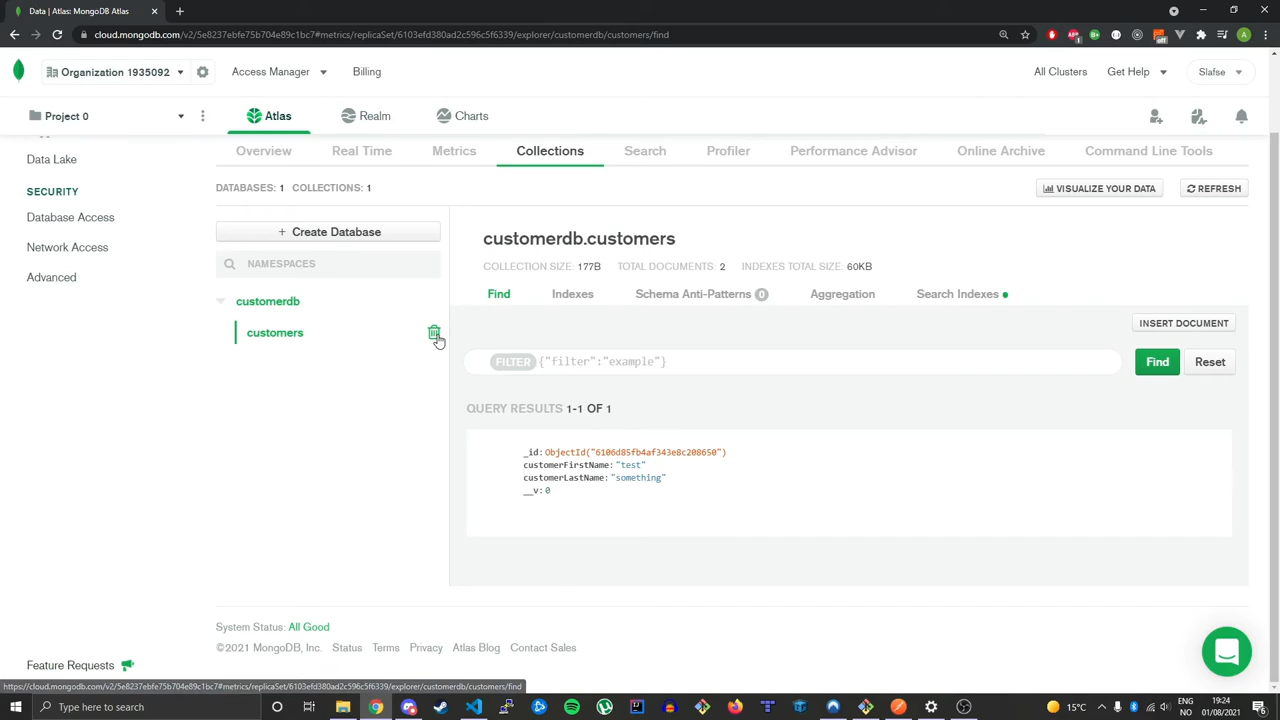 Data | MongoDB Atlas
cloud.mongodb.com/v2/5e8237ebfe75b704e89c1bc7#metrics/replicaSet/6103efd380ad2c596c5f6339/explorer/customerdb/customers/find
Organization 1935092
Access Manager
Billing
All Clusters
Get Help
Slafse
Project 0
Atlas
Realm
Charts
Data Lake
Overview
Real Time
Metrics
Collections
Search
Profiler
Performance Advisor
Online Archive
Command Line Tools
SECURITY
Database Access
Network Access
Advanced
DATABASES: 1 COLLECTIONS: 1
VISUALIZE YOUR DATA
REFRESH
+ Create Database
NAMESPACES
customerdb
customers
customerdb.customers
COLLECTION SIZE: 177B TOTAL DOCUMENTS: 2 INDEXES TOTAL SIZE: 60KB
Find
Indexes
Schema Anti-Patterns 0
Aggregation
Search Indexes
INSERT DOCUMENT
FILTER {"filter":"example"}
Find
Reset
QUERY RESULTS 1-1 OF 1
_id:ObjectId("6106d85fb4af343e8c208650")
customerFirstName:"test"
customerLastName:"something"
__v:0
System Status: All Good
©2021 MongoDB, Inc. Status Terms Privacy Atlas Blog Contact Sales
Feature Requests
https://cloud.mongodb.com/v2/5e8237ebfe75b704e89c1bc7#metrics/replicaSet/6103efd380ad2c596c5f6339/explorer/customerdb/customers/find
Type here to search
15°C
NO
19:24
01/08/2021